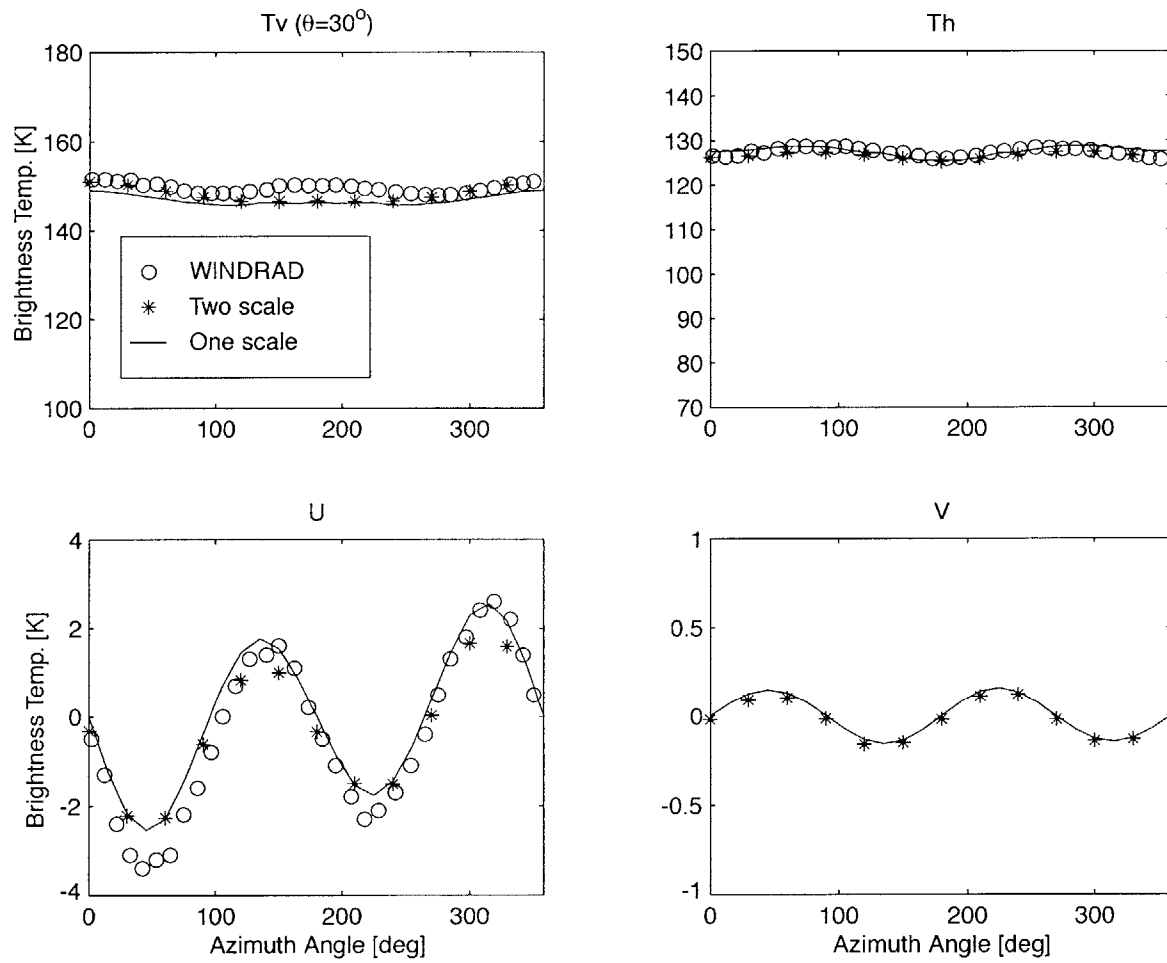 Tv (θ=30°)
180
160
140
120
100
Brightness Temp. [K]
WINDRAD
Two scale
One scale
0 100 200 300
Th
150
140
130
120
110
100
90
80
70
0 100 200 300
U
4
2
0
-2
-4
Brightness Temp. [K]
0 100 200 300
Azimuth Angle [deg]
V
1
0.5
0
-0.5
-1
0 100 200 300
Azimuth Angle [deg]